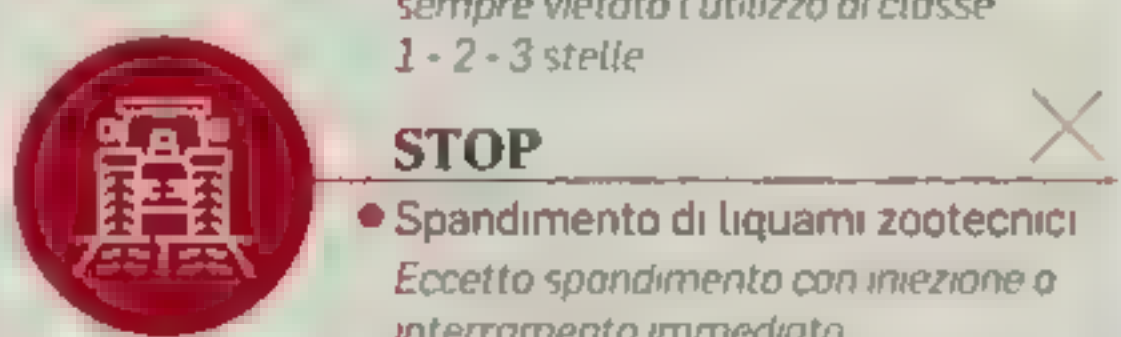 sempre vietato l'utilizzo di classe
1 - 2 - 3 stelle
STOP
Spandimento di liquami zootecnici
Eccetto spandimento con iniezione o
interramento immediato